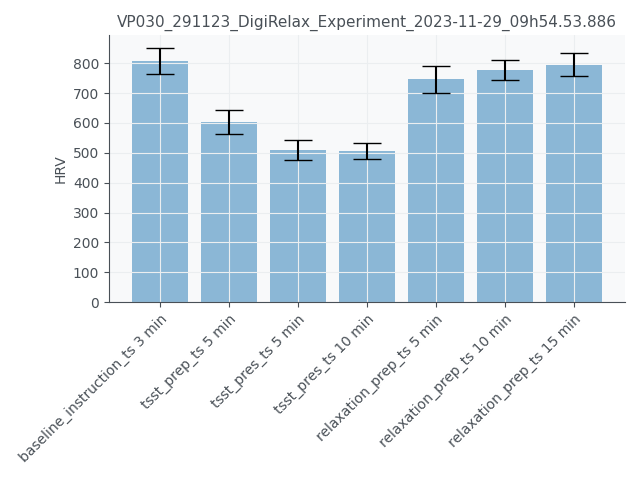 VP030_291123_DigiRelax_Experiment_2023-11-29_09h54.53.886
HRV
800
700
600
500
400
300
200
100
0
baseline_instruction_ts 3 min
tsst_prep_ts 5 min
tsst_pres_ts 5 min
tsst_pres_ts 10 min
relaxation_prep_ts 5 min
relaxation_prep_ts 10 min
relaxation_prep_ts 15 min